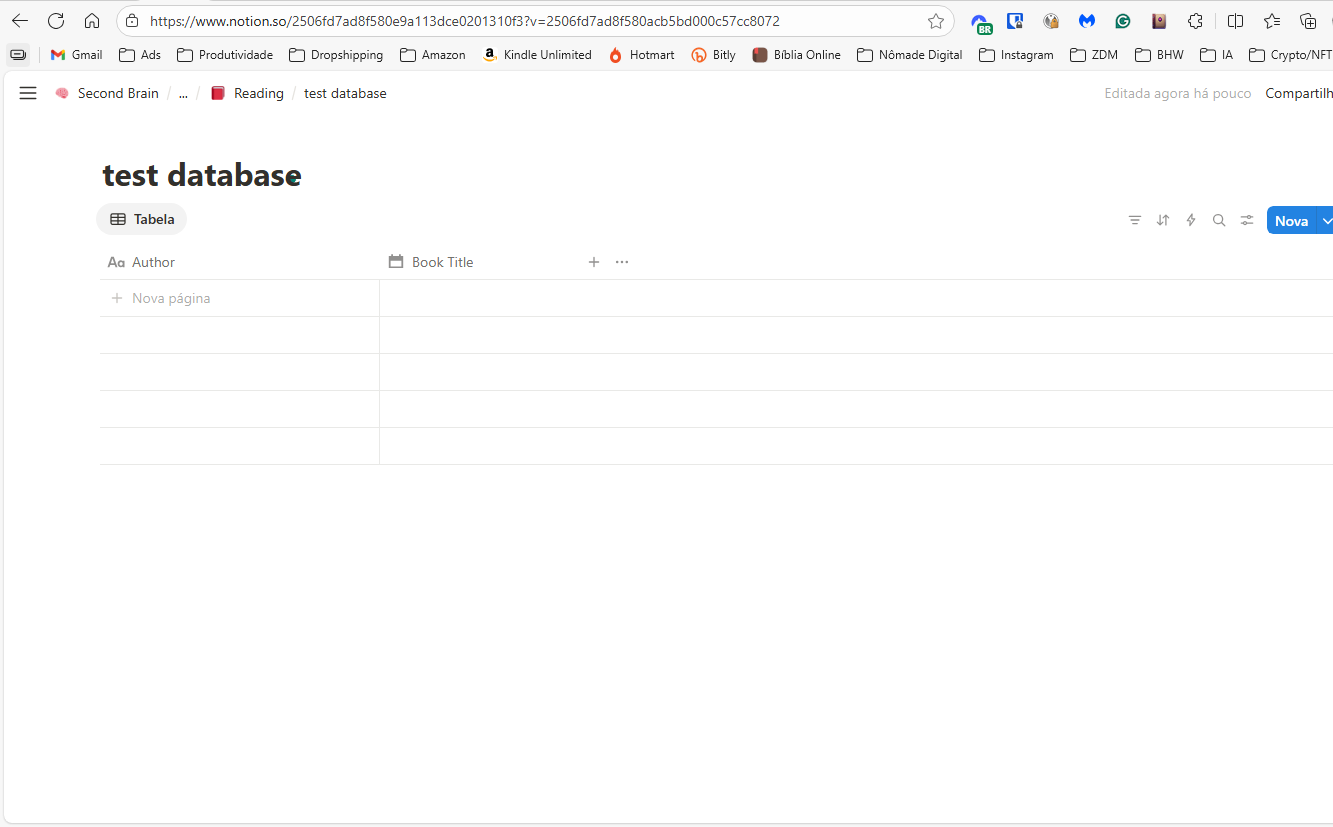 https://www.notion.so/2506fd7ad8f580e9a113dce0201310f3?v=2506fd7ad8f580acb5bd000c57cc8072
BR
Gmail Ads Produtividade Dropshipping Amazon Kindle Unlimited Hotmart Bitly Bíblia Online Nômade Digital Instagram ZDM BHW IA Crypto/NFT
Second Brain / ... / Reading / test database Editada agora há pouco Compartilh
test database
Tabela Nova
Aa Author Book Title + ...
+ Nova página